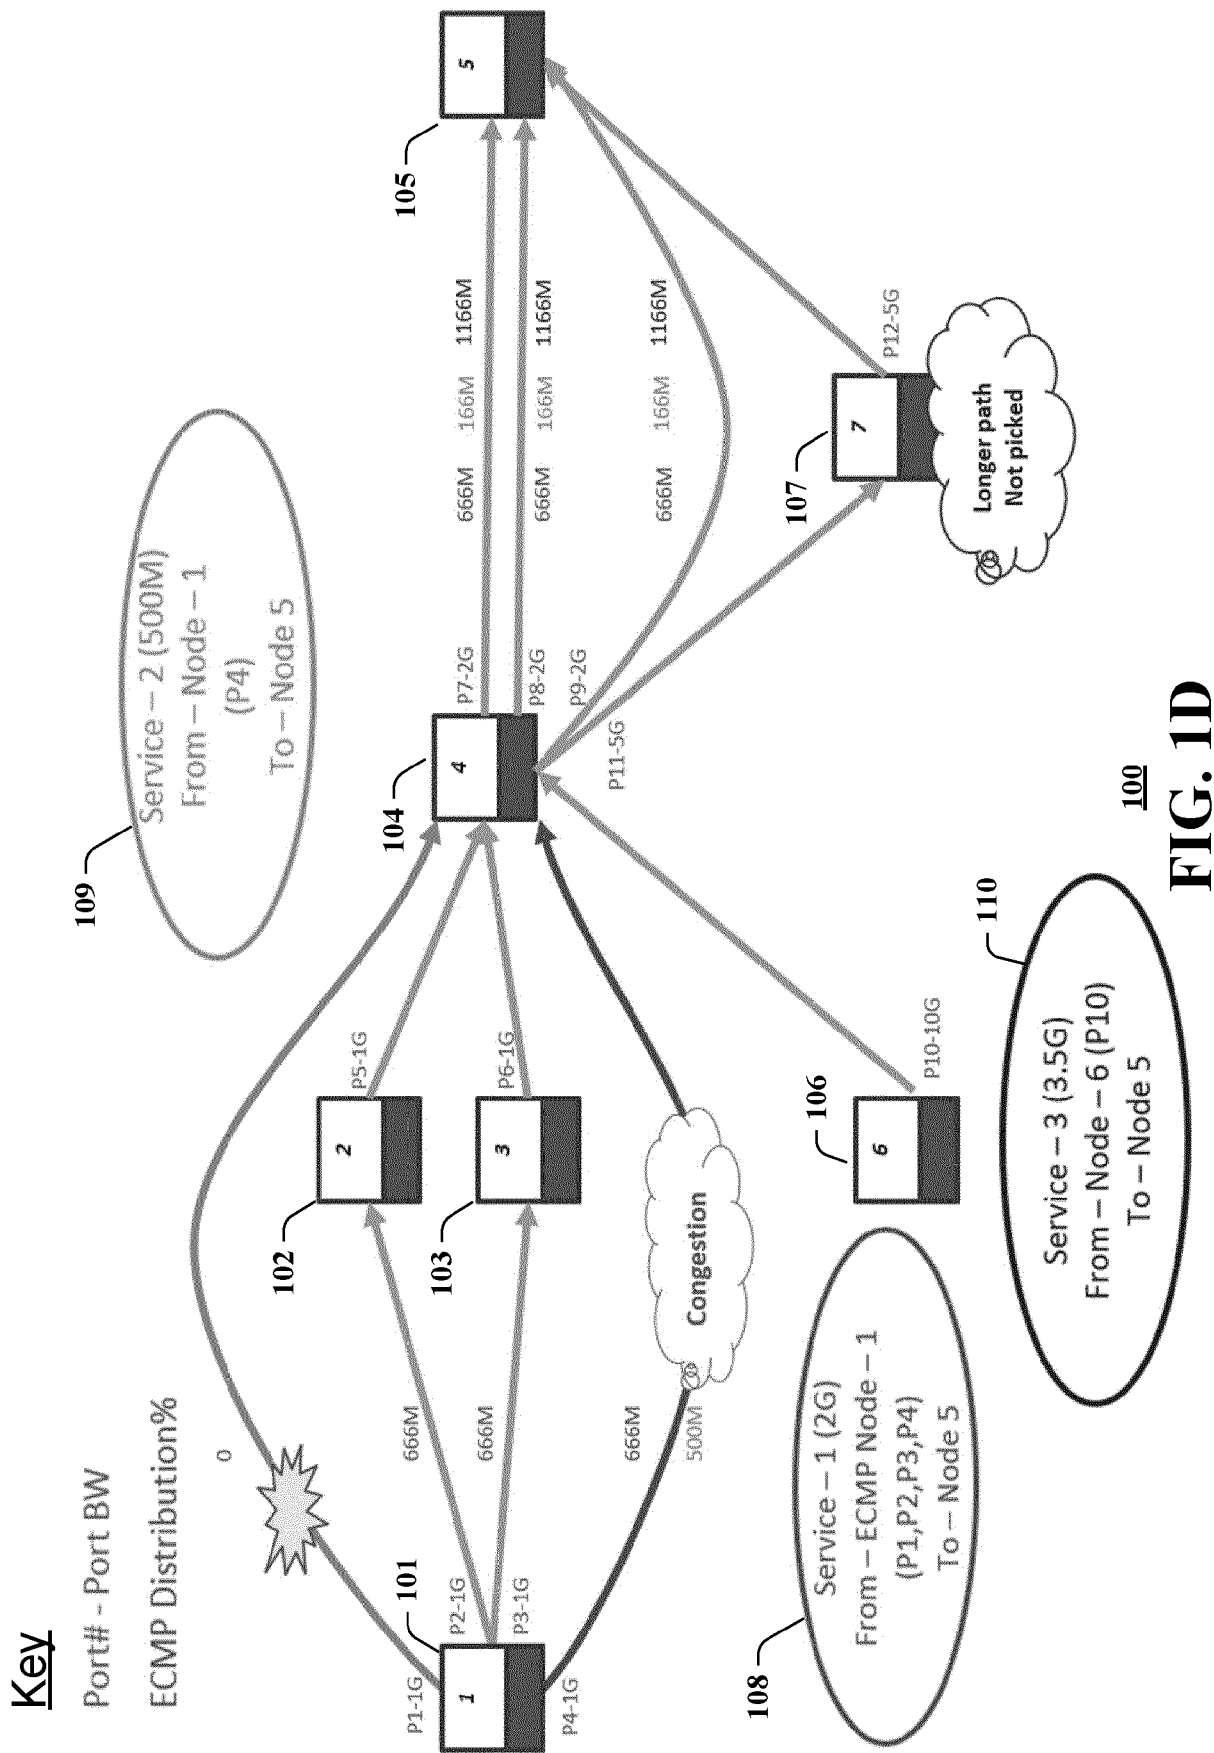 Key
Port# - Port BW
ECMP Distribution%
109
Service – 2 (500M)
From – Node – 1
(P4)
To – Node 5
0
P1-1G
101
1
P2-1G
P3-1G
P4-1G
666M
666M
666M
500M
Congestion
102
2
P5-1G
103
3
P6-1G
104
4
P7-2G
P8-2G
P9-2G
P11-5G
666M 166M 1166M
666M 166M 1166M
666M 166M 1166M
105
5
106
6
P10-10G
107
7
P12-5G
Longer path
Not picked
108
Service – 1 (2G)
From – ECMP Node – 1
(P1,P2,P3,P4)
To – Node 5
110
Service – 3 (3.5G)
From – Node – 6 (P10)
To – Node 5
100
FIG. 1D